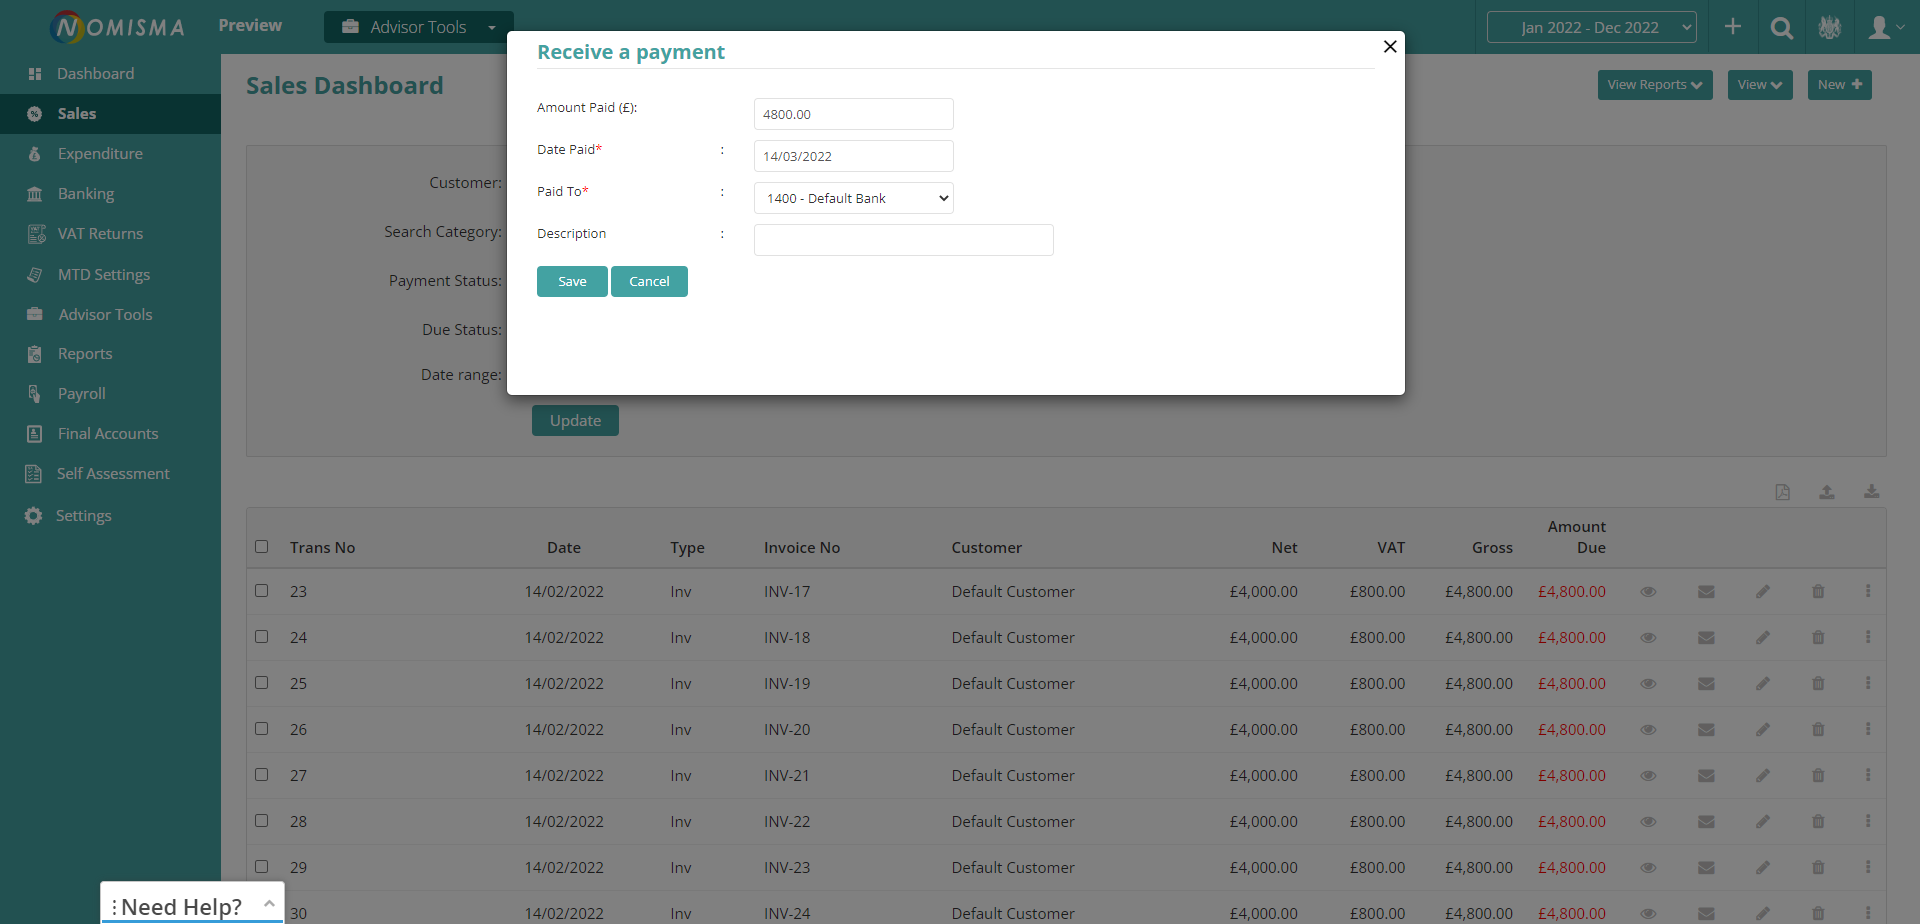 NOMISMA
Preview
Advisor Tools
Jan 2022 - Dec 2022
Dashboard
Sales
Expenditure
Banking
VAT Returns
MTD Settings
Advisor Tools
Reports
Payroll
Final Accounts
Self Assessment
Settings
Sales Dashboard
View Reports
View
New
Receive a payment
Amount Paid (£): 4800.00
Date Paid* : 14/03/2022
Paid To* : 1400 - Default Bank
Description :
Save Cancel
Customer:
Search Category:
Payment Status:
Due Status:
Date range:
Update
Trans No Date Type Invoice No Customer Net VAT Gross Amount Due
23 14/02/2022 Inv INV-17 Default Customer £4,000.00 £800.00 £4,800.00 £4,800.00
24 14/02/2022 Inv INV-18 Default Customer £4,000.00 £800.00 £4,800.00 £4,800.00
25 14/02/2022 Inv INV-19 Default Customer £4,000.00 £800.00 £4,800.00 £4,800.00
26 14/02/2022 Inv INV-20 Default Customer £4,000.00 £800.00 £4,800.00 £4,800.00
27 14/02/2022 Inv INV-21 Default Customer £4,000.00 £800.00 £4,800.00 £4,800.00
28 14/02/2022 Inv INV-22 Default Customer £4,000.00 £800.00 £4,800.00 £4,800.00
29 14/02/2022 Inv INV-23 Default Customer £4,000.00 £800.00 £4,800.00 £4,800.00
30 14/02/2022 Inv INV-24 Default Customer £4,000.00 £800.00 £4,800.00 £4,800.00
Need Help?